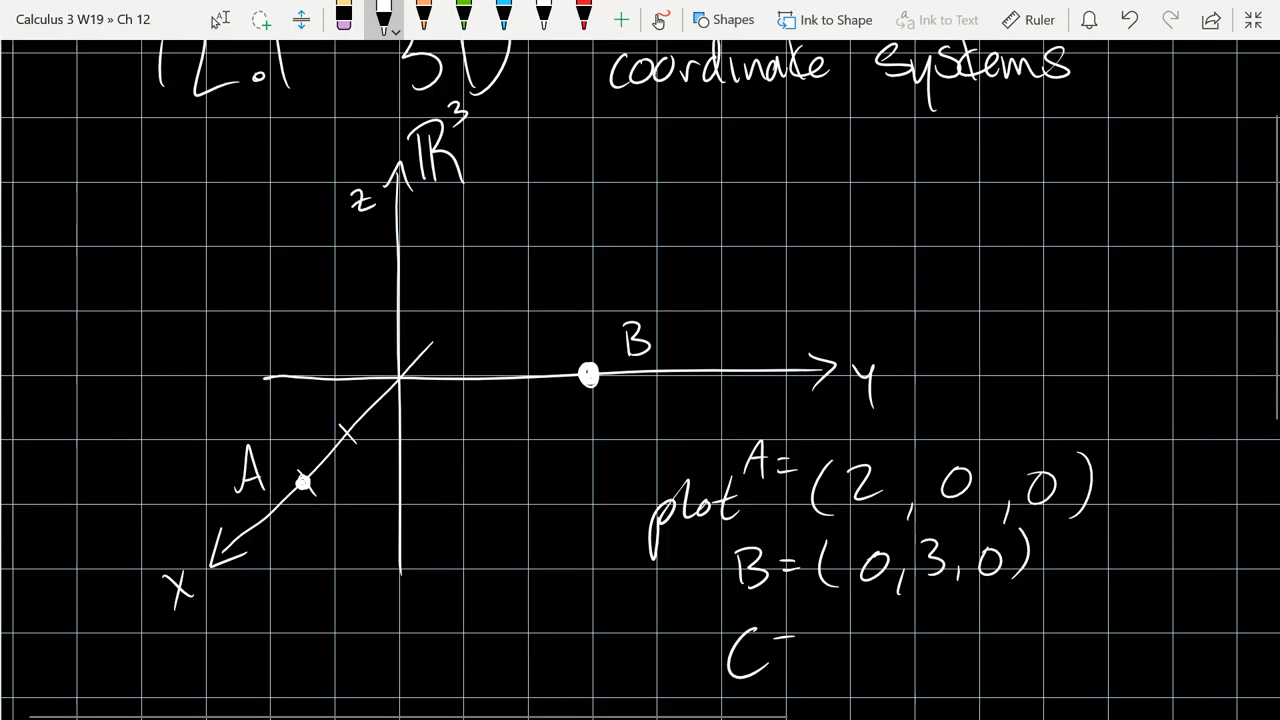 Calculus 3 W19 » Ch 12
Shapes
Ink to Shape
Ink to Text
Ruler
12.1 3D coordinate systems
ℝ³
z
B
y
A
x
plot A = (2, 0, 0)
B = (0, 3, 0)
C =